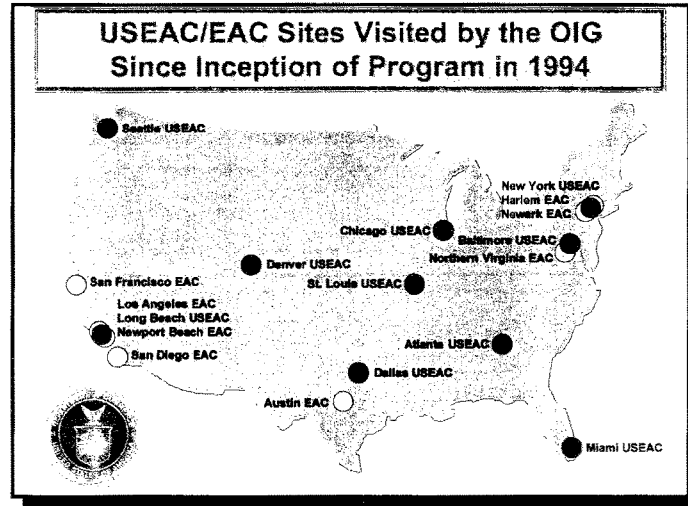 USEAC/EAC Sites Visited by the OIG
Since Inception of Program in 1994
Seattle USEAC
New York USEAC
Harlem EAC
Newark EAC
Chicago USEAC
Baltimore USEAC
Northern Virginia EAC
Denver USEAC
San Francisco EAC
St. Louis USEAC
Los Angeles EAC
Long Beach USEAC
Newport Beach EAC
Atlanta USEAC
San Diego EAC
Dallas USEAC
Austin EAC
Miami USEAC